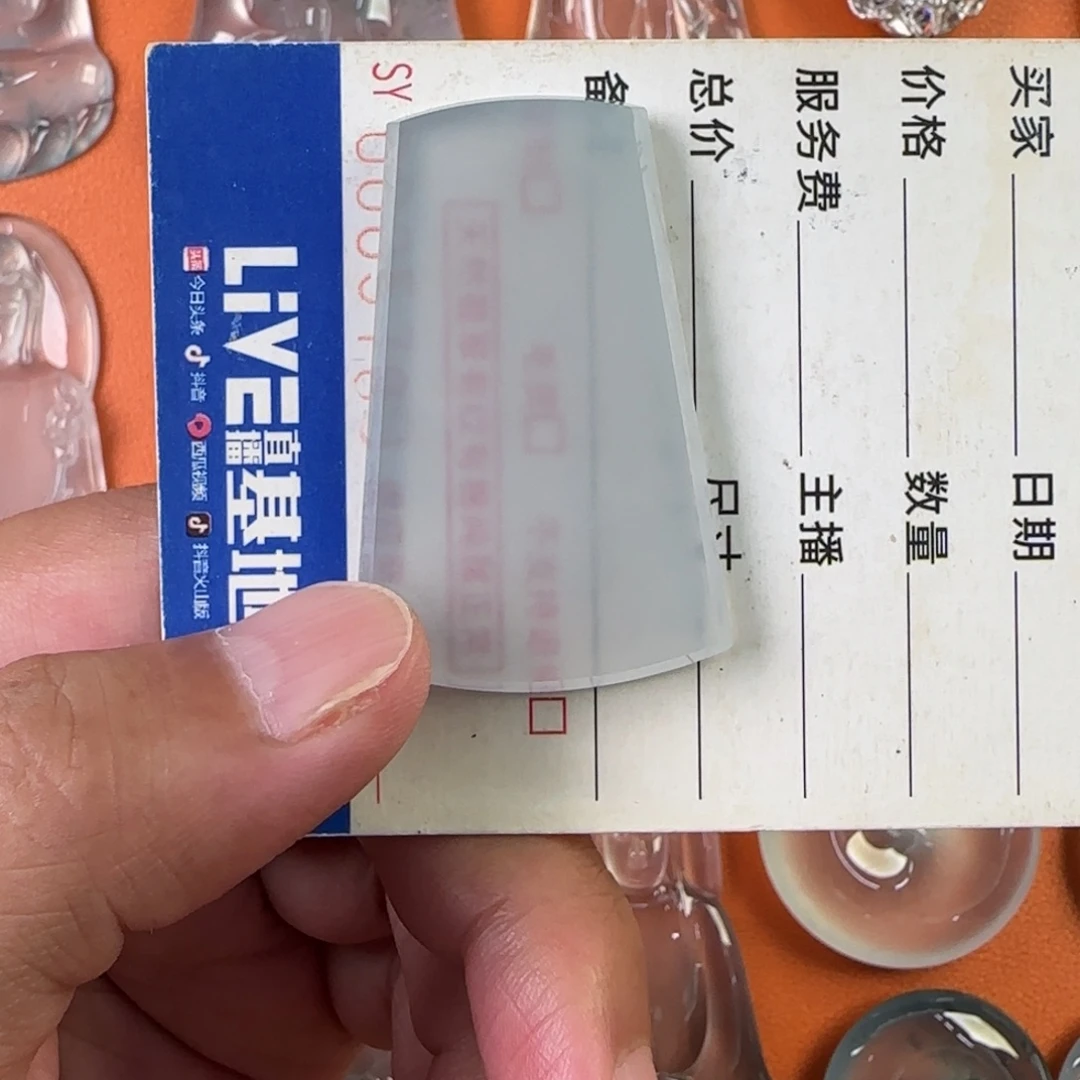 买家 日期
价格 数量
服务费 主播
总价 尺寸
备
SY
LiVE直播基地
今日头条 抖音 西瓜视频 抖音火山版